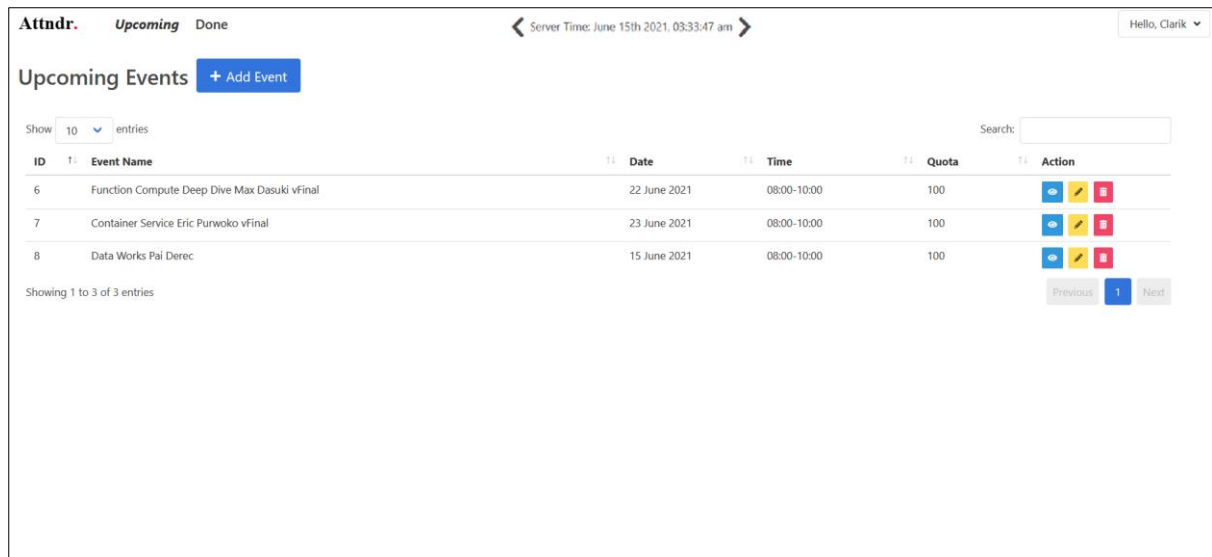 Attndr. Upcoming Done Server Time: June 15th 2021, 03:33:47 am Hello, Clarik
Upcoming Events + Add Event
Show 10 entries Search:
ID Event Name Date Time Quota Action
6 Function Compute Deep Dive Max Dasuki vFinal 22 June 2021 08:00-10:00 100
7 Container Service Eric Purwoko vFinal 23 June 2021 08:00-10:00 100
8 Data Works Pai Derec 15 June 2021 08:00-10:00 100
Showing 1 to 3 of 3 entries Previous 1 Next